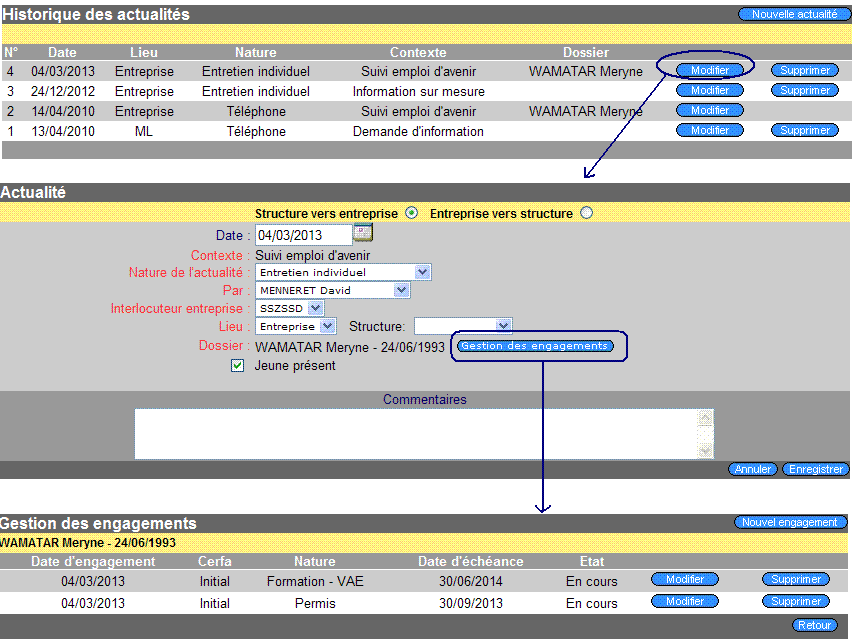 Historique des actualités Nouvelle actualité
N° Date Lieu Nature Contexte Dossier
4 04/03/2013 Entreprise Entretien individuel Suivi emploi d'avenir WAMATAR Meryne Modifier Supprimer
3 24/12/2012 Entreprise Entretien individuel Information sur mesure Modifier Supprimer
2 14/04/2010 Entreprise Téléphone Suivi emploi d'avenir WAMATAR Meryne Modifier
1 13/04/2010 ML Téléphone Demande d'information Modifier Supprimer
Actualité
Structure vers entreprise Entreprise vers structure
Date : 04/03/2013
Contexte : Suivi emploi d'avenir
Nature de l'actualité : Entretien individuel
Par : MENNERET David
Interlocuteur entreprise : SSZSSD
Lieu : Entreprise Structure:
Dossier : WAMATAR Meryne - 24/06/1993 Gestion des engagements
Jeune présent
Commentaires
Annuler Enregistrer
Gestion des engagements Nouvel engagement
WAMATAR Meryne - 24/06/1993
Date d'engagement Cerfa Nature Date d'échéance Etat
04/03/2013 Initial Formation - VAE 30/06/2014 En cours Modifier Supprimer
04/03/2013 Initial Permis 30/09/2013 En cours Modifier Supprimer
Retour